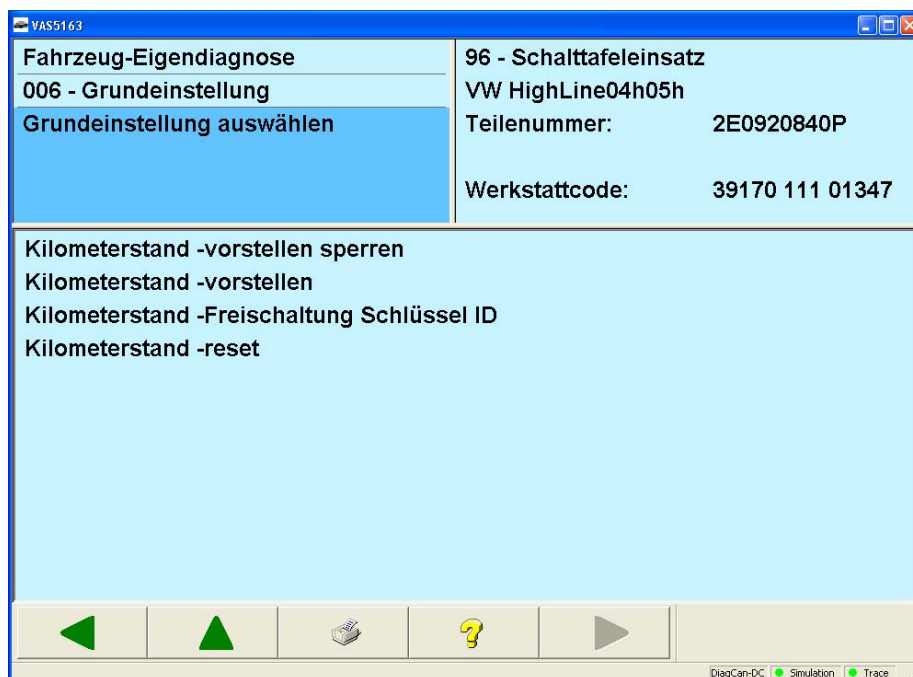 VAS5163
Fahrzeug-Eigendiagnose
006 - Grundeinstellung
Grundeinstellung auswählen
96 - Schalttafeleinsatz
VW HighLine04h05h
Teilenummer: 2E0920840P
Werkstattcode: 39170 111 01347
Kilometerstand -vorstellen sperren
Kilometerstand -vorstellen
Kilometerstand -Freischaltung Schlüssel ID
Kilometerstand -reset
?
DiagCan-DC Simulation Trace